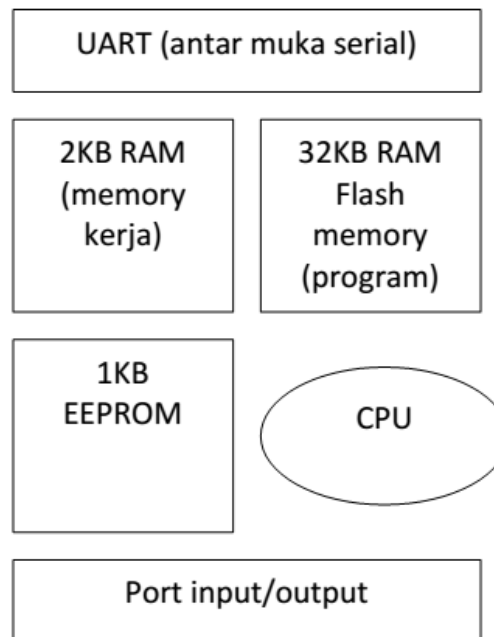 UART (antar muka serial)
2KB RAM
(memory
kerja)
32KB RAM
Flash
memory
(program)
1KB
EEPROM
CPU
Port input/output